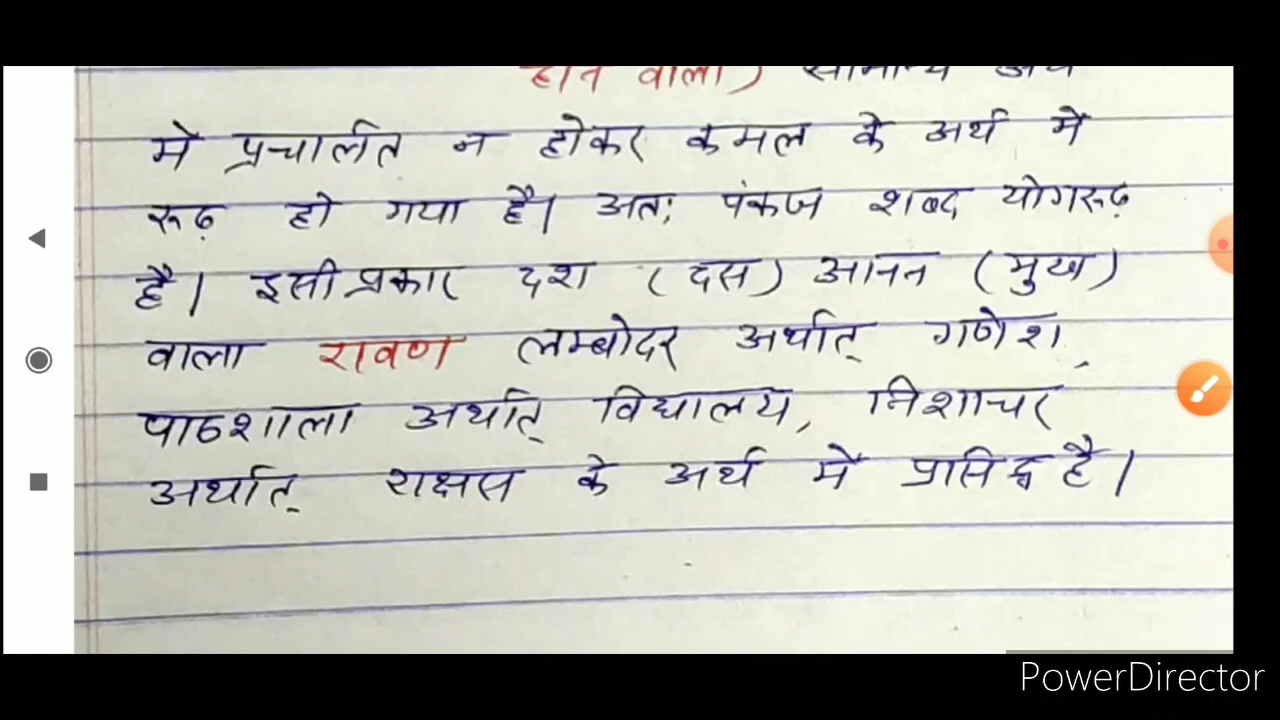 होने वाला) सामान्य अर्थ
में प्रचलित न होकर कमल के अर्थ में
रूढ़ हो गया है। अतः पंकज शब्द योगरूढ़
है। इसी प्रकार दश (दस) आनन (मुख)
वाला रावण लम्बोदर अर्थात् गणेश,
पाठशाला अर्थात् विद्यालय, निशाचर
अर्थात् राक्षस के अर्थ में प्रसिद्ध है।
PowerDirector